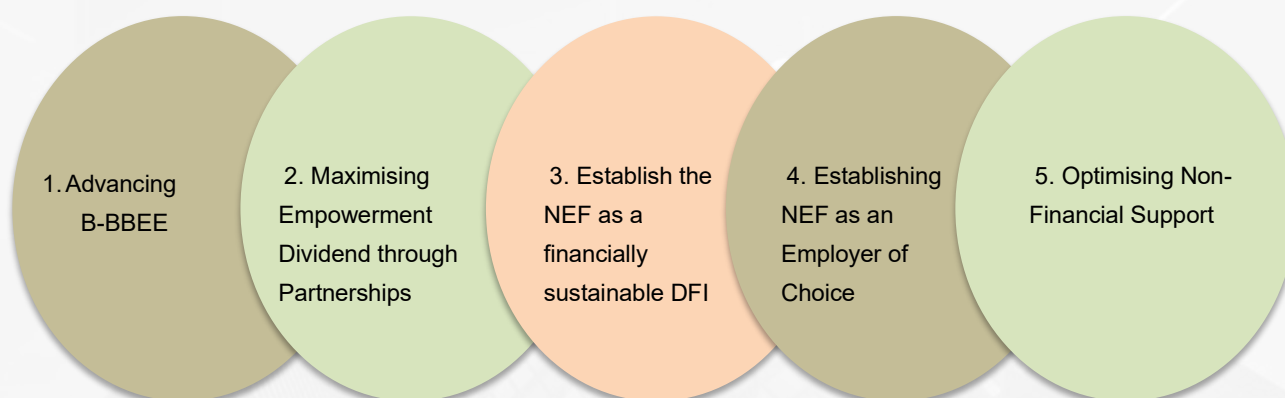 1. Advancing
B-BBEE
2. Maximising
Empowerment
Dividend through
Partnerships
3. Establish the
NEF as a
financially
sustainable DFI
4. Establishing
NEF as an
Employer of
Choice
5. Optimising Non-
Financial Support